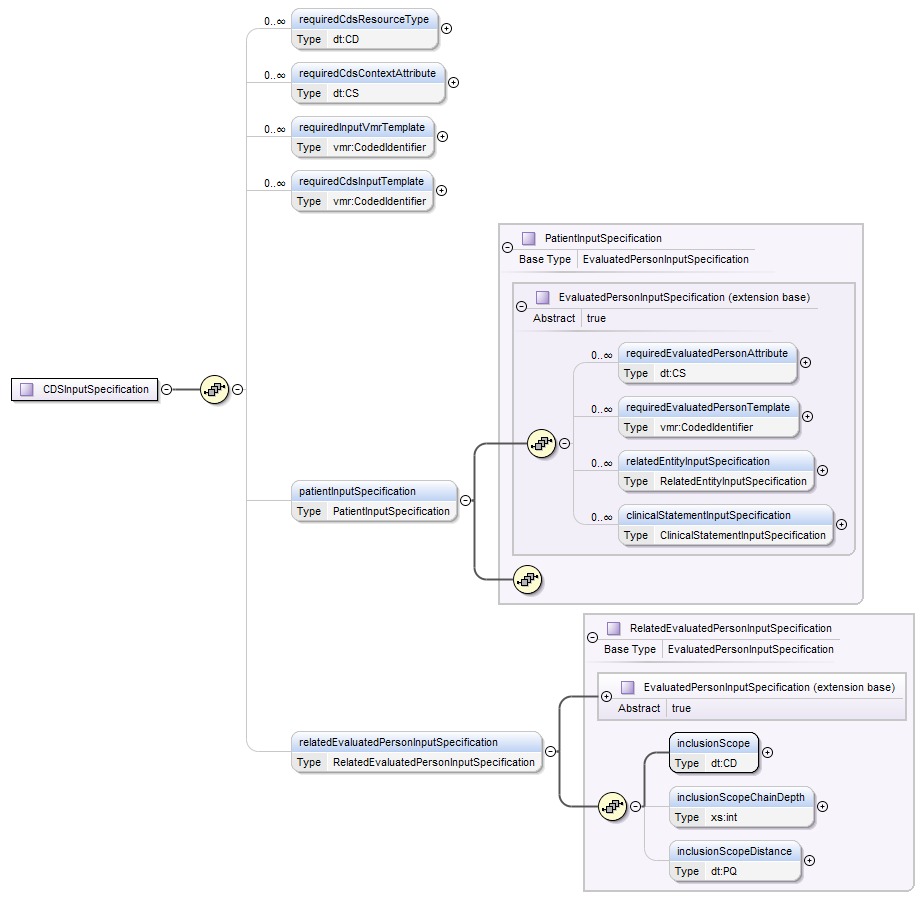 0..∞ requiredCdsResourceType
Type dt:CD
0..∞ requiredCdsContextAttribute
Type dt:CS
0..∞ requiredInputVmrTemplate
Type vmr:CodedIdentifier
0..∞ requiredCdsInputTemplate
Type vmr:CodedIdentifier
CDSInputSpecification
patientInputSpecification
Type PatientInputSpecification
PatientInputSpecification
Base Type EvaluatedPersonInputSpecification
EvaluatedPersonInputSpecification (extension base)
Abstract true
0..∞ requiredEvaluatedPersonAttribute
Type dt:CS
0..∞ requiredEvaluatedPersonTemplate
Type vmr:CodedIdentifier
0..∞ relatedEntityInputSpecification
Type RelatedEntityInputSpecification
0..∞ clinicalStatementInputSpecification
Type ClinicalStatementInputSpecification
relatedEvaluatedPersonInputSpecification
Type RelatedEvaluatedPersonInputSpecification
RelatedEvaluatedPersonInputSpecification
Base Type EvaluatedPersonInputSpecification
EvaluatedPersonInputSpecification (extension base)
Abstract true
inclusionScope
Type dt:CD
inclusionScopeChainDepth
Type xs:int
inclusionScopeDistance
Type dt:PQ